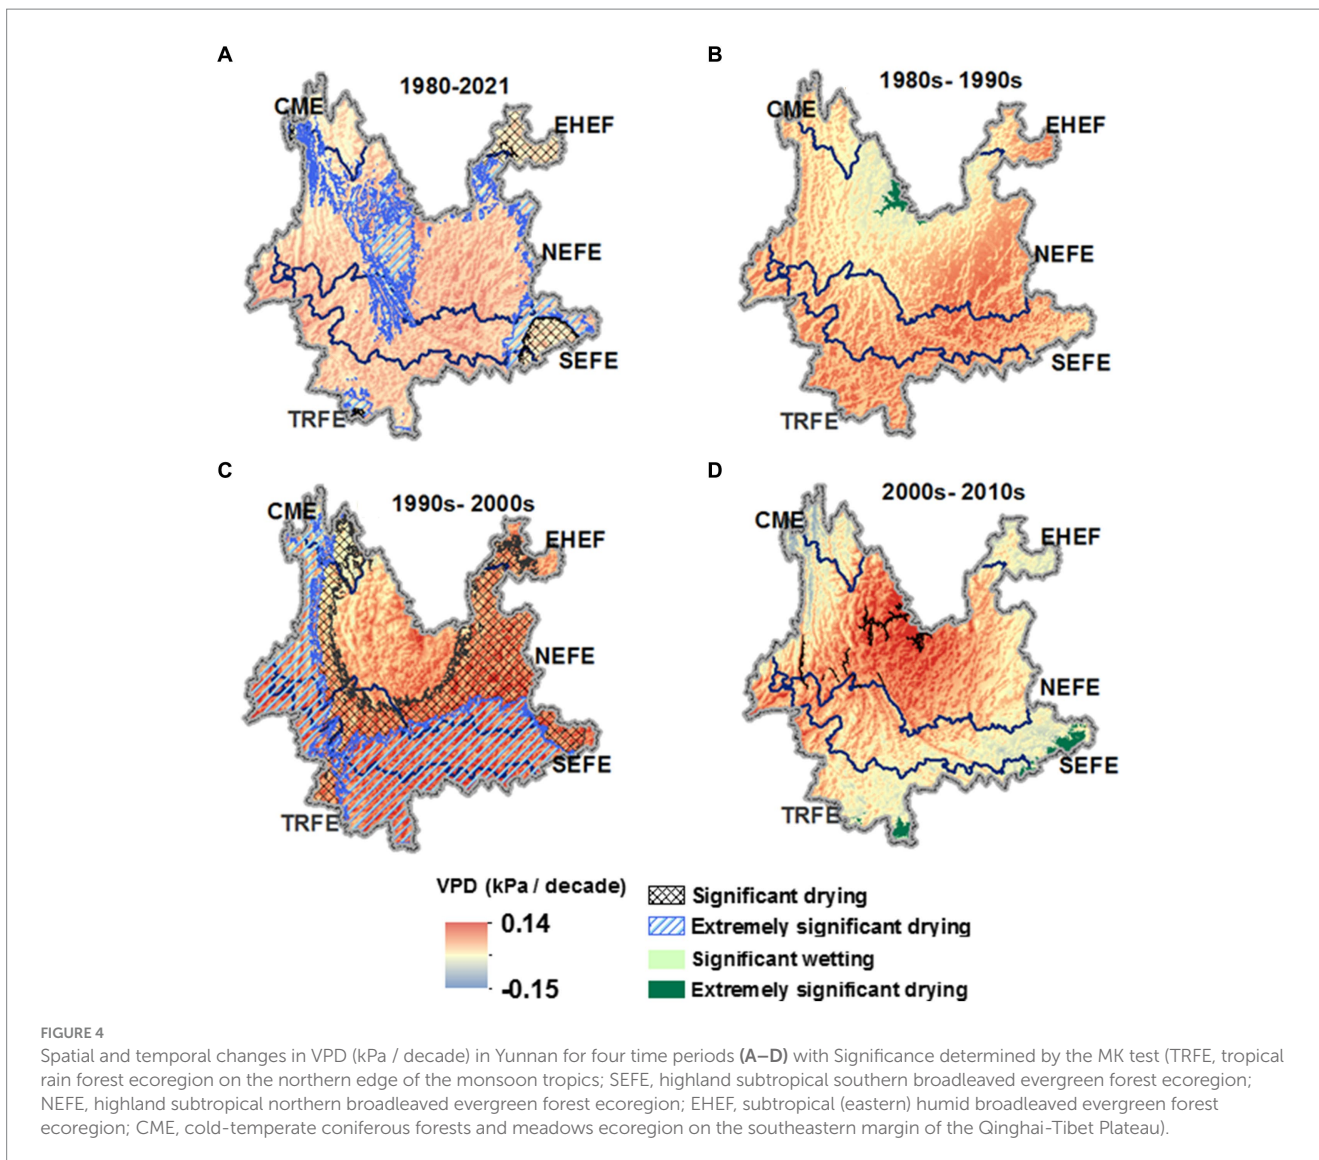 A
1980-2021
CME
EHEF
NEFE
SEFE
TRFE
B
1980s- 1990s
CME
EHEF
NEFE
SEFE
TRFE
C
1990s- 2000s
CME
EHEF
NEFE
SEFE
TRFE
D
2000s- 2010s
CME
EHEF
NEFE
SEFE
TRFE
VPD (kPa / decade)
0.14
-0.15
Significant drying
Extremely significant drying
Significant wetting
Extremely significant drying
FIGURE 4
Spatial and temporal changes in VPD (kPa / decade) in Yunnan for four time periods (A–D) with Significance determined by the MK test (TRFE, tropical
rain forest ecoregion on the northern edge of the monsoon tropics; SEFE, highland subtropical southern broadleaved evergreen forest ecoregion;
NEFE, highland subtropical northern broadleaved evergreen forest ecoregion; EHEF, subtropical (eastern) humid broadleaved evergreen forest
ecoregion; CME, cold-temperate coniferous forests and meadows ecoregion on the southeastern margin of the Qinghai-Tibet Plateau).